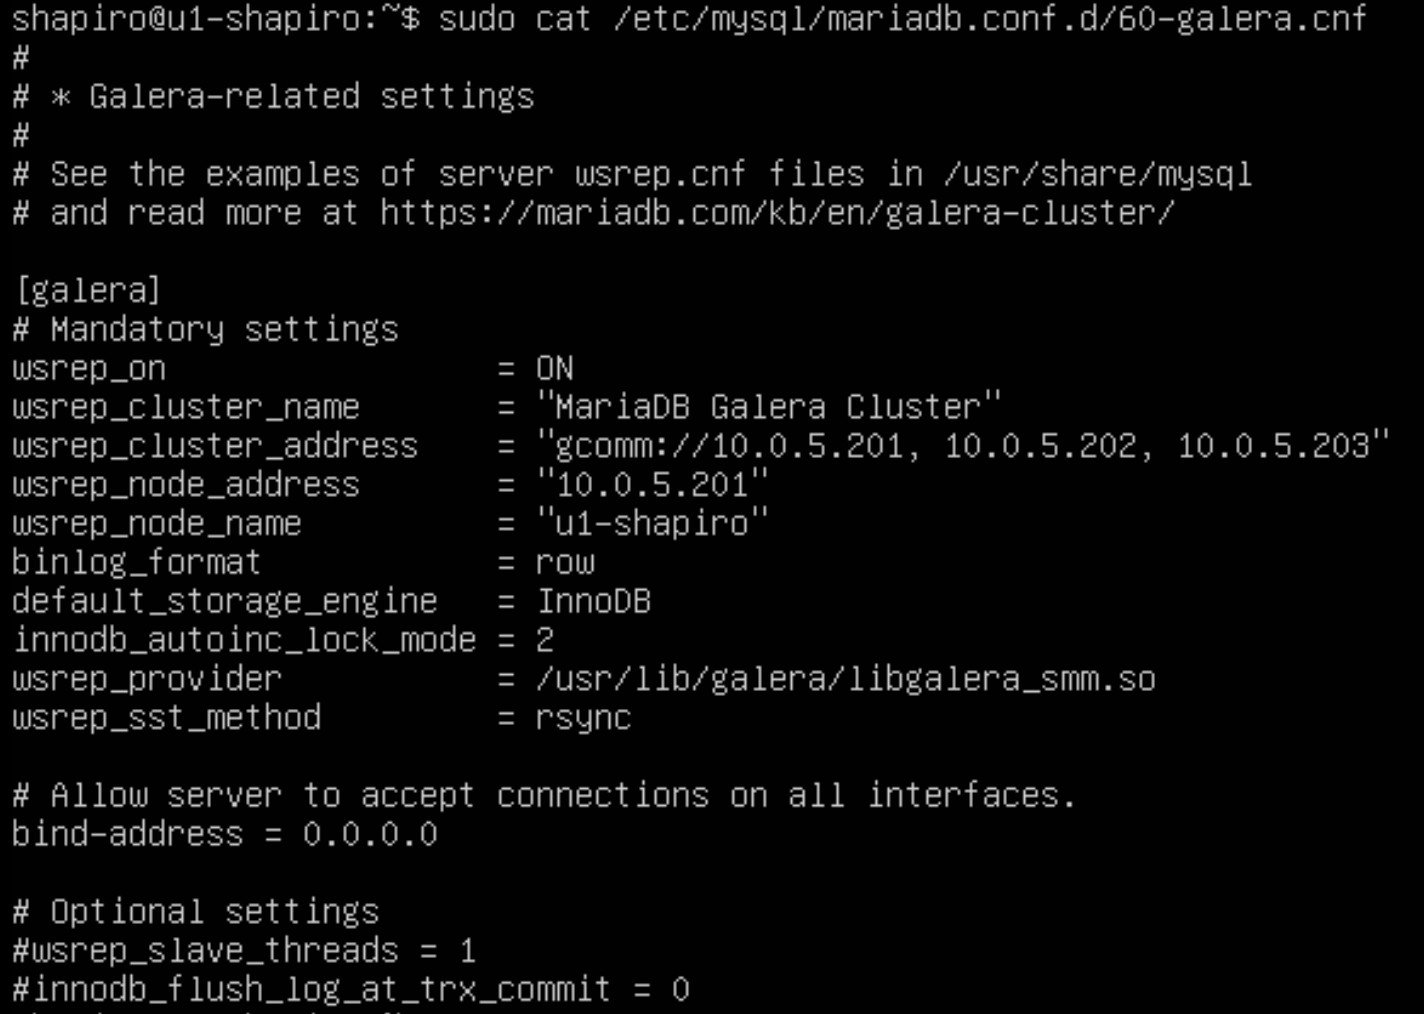 shapiro@u1-shapiro:~$ sudo cat /etc/mysql/mariadb.conf.d/60-galera.cnf
#
# * Galera-related settings
#
# See the examples of server wsrep.cnf files in /usr/share/mysql
# and read more at https://mariadb.com/kb/en/galera-cluster/
[galera]
# Mandatory settings
wsrep_on                 = ON
wsrep_cluster_name       = "MariaDB Galera Cluster"
wsrep_cluster_address    = "gcomm://10.0.5.201, 10.0.5.202, 10.0.5.203"
wsrep_node_address       = "10.0.5.201"
wsrep_node_name          = "u1-shapiro"
binlog_format            = row
default_storage_engine   = InnoDB
innodb_autoinc_lock_mode = 2
wsrep_provider           = /usr/lib/galera/libgalera_smm.so
wsrep_sst_method         = rsync
# Allow server to accept connections on all interfaces.
bind-address = 0.0.0.0
# Optional settings
#wsrep_slave_threads = 1
#innodb_flush_log_at_trx_commit = 0